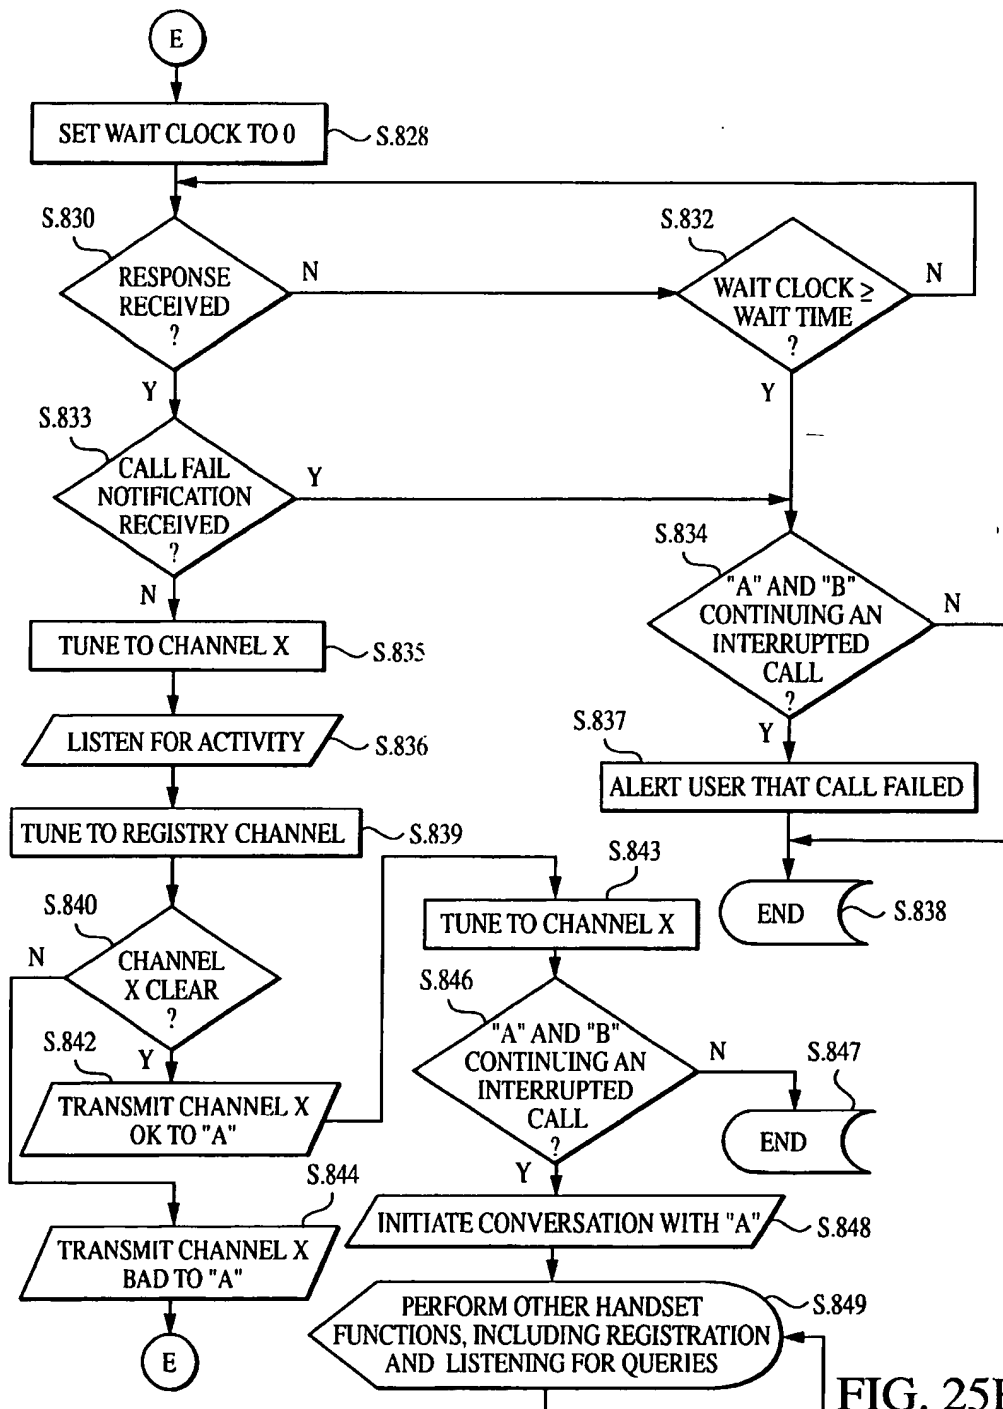 E
SET WAIT CLOCK TO 0
S.828
S.830
RESPONSE
RECEIVED
?
N
Y
S.832
WAIT CLOCK ≥
WAIT TIME
?
N
Y
S.833
CALL FAIL
NOTIFICATION
RECEIVED
?
Y
N
S.834
"A" AND "B"
CONTINUING AN
INTERRUPTED
CALL
?
N
Y
TUNE TO CHANNEL X
S.835
LISTEN FOR ACTIVITY
S.836
S.837
ALERT USER THAT CALL FAILED
END
S.838
TUNE TO REGISTRY CHANNEL
S.839
S.840
CHANNEL
X CLEAR
?
N
Y
S.842
TRANSMIT CHANNEL X
OK TO "A"
S.843
TUNE TO CHANNEL X
S.844
TRANSMIT CHANNEL X
BAD TO "A"
E
S.846
"A" AND "B"
CONTINUING AN
INTERRUPTED
CALL
?
N
Y
S.847
END
INITIATE CONVERSATION WITH "A"
S.848
PERFORM OTHER HANDSET
FUNCTIONS, INCLUDING REGISTRATION
AND LISTENING FOR QUERIES
S.849
FIG.